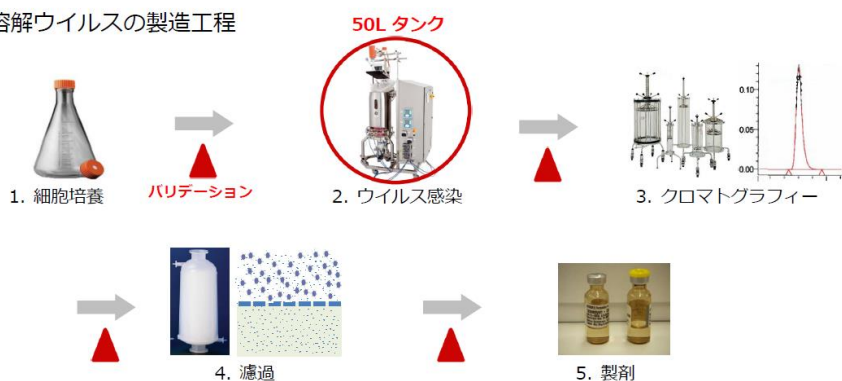 溶解ウイルスの製造工程
50L タンク
0.10
0.05
0.00
1. 細胞培養
バリデーション
2. ウイルス感染
3. クロマトグラフィー
4. 濾過
5. 製剤